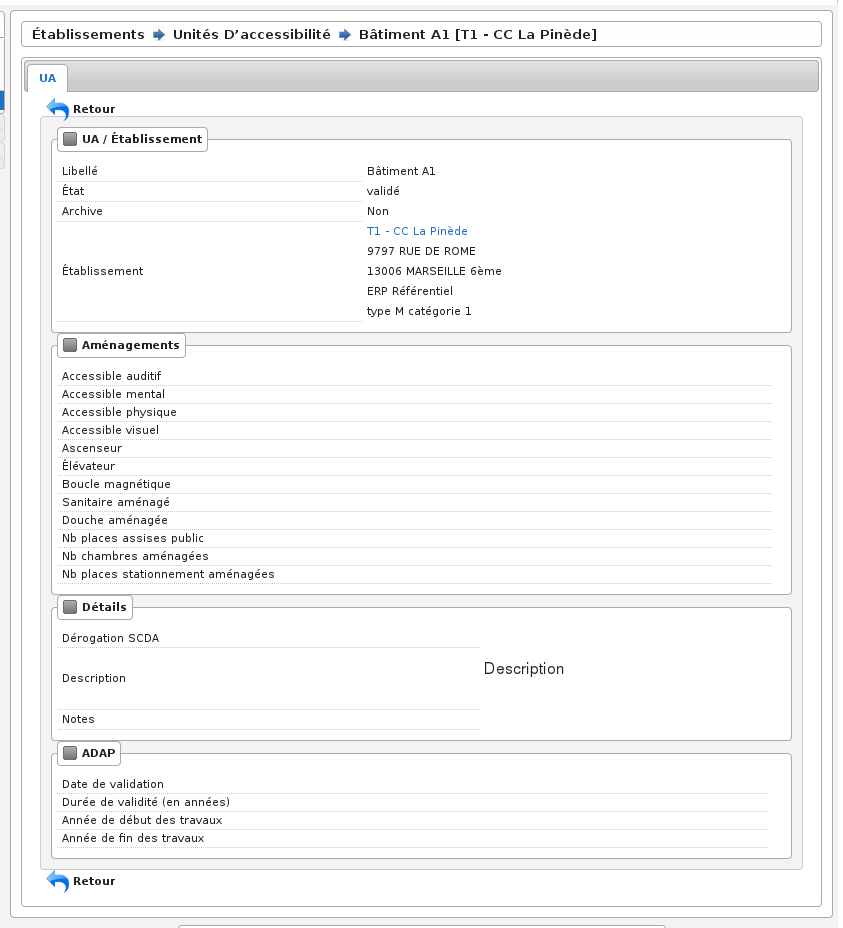 Établissements Unités D’accessibilité Bâtiment A1 [T1 - CC La Pinède]
UA
Retour
UA / Établissement
Libellé Bâtiment A1
État validé
Archive Non
Établissement T1 - CC La Pinède
9797 RUE DE ROME
13006 MARSEILLE 6ème
ERP Référentiel
type M catégorie 1
Aménagements
Accessible auditif
Accessible mental
Accessible physique
Accessible visuel
Ascenseur
Élévateur
Boucle magnétique
Sanitaire aménagé
Douche aménagée
Nb places assises public
Nb chambres aménagées
Nb places stationnement aménagées
Détails
Dérogation SCDA
Description Description
Notes
ADAP
Date de validation
Durée de validité (en années)
Année de début des travaux
Année de fin des travaux
Retour